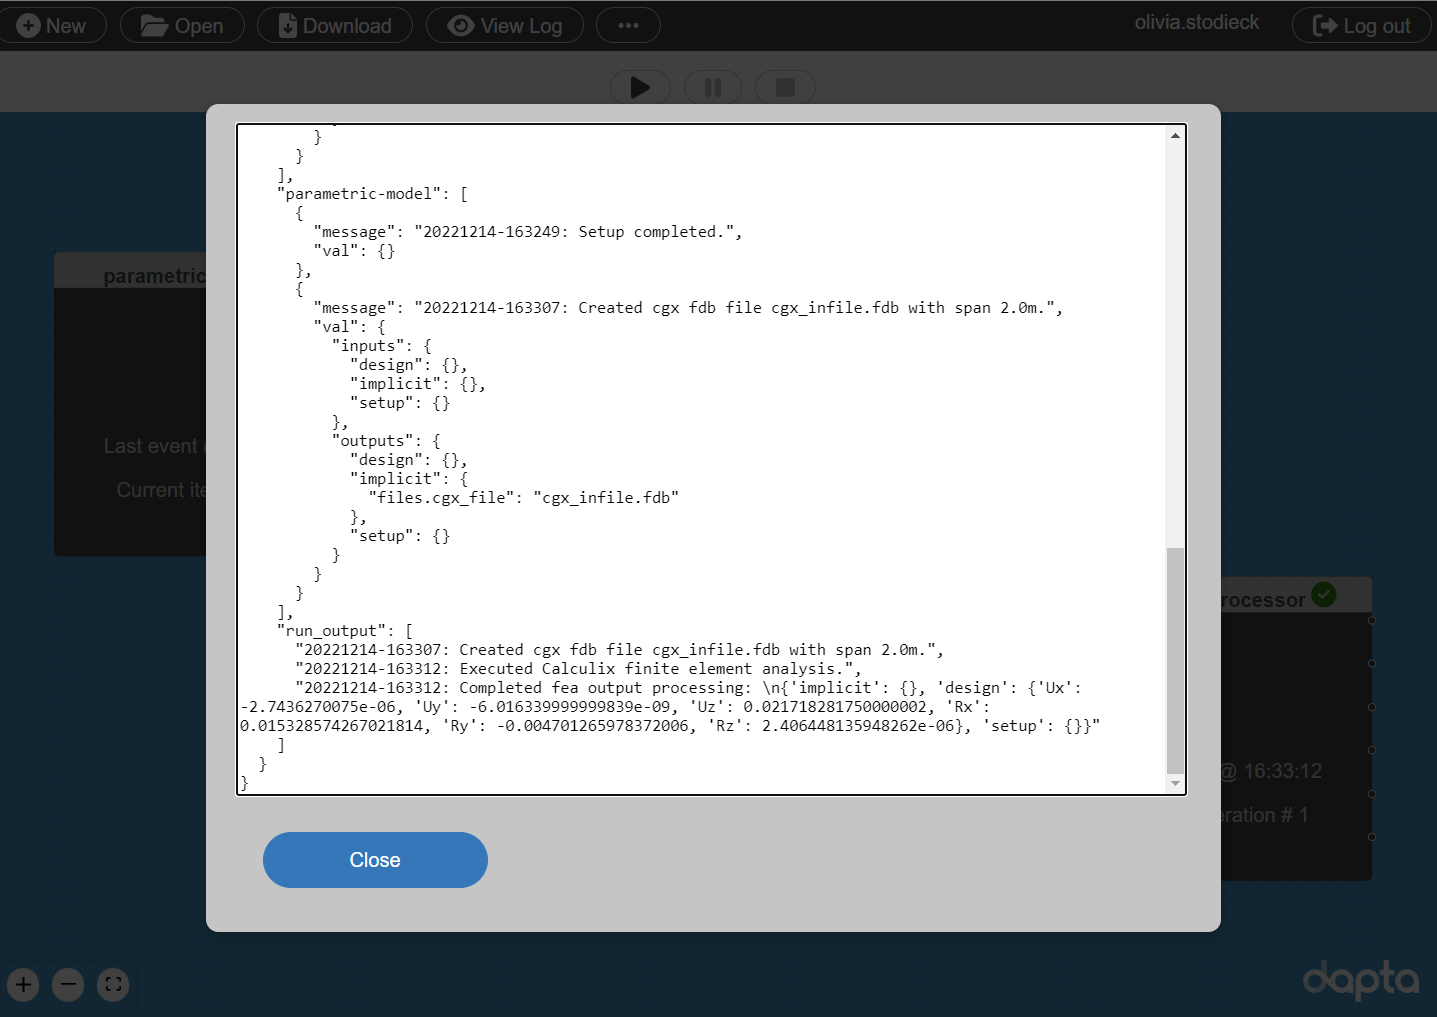 New
Open
Download
View Log
•••
olivia.stodieck
Log out
}
}
],
"parametric-model": [
{
"message": "20221214-163249: Setup completed.",
"val": {}
},
{
"message": "20221214-163307: Created cgx fdb file cgx_infile.fdb with span 2.0m.",
"val": {
"inputs": {
"design": {},
"implicit": {},
"setup": {}
},
"outputs": {
"design": {},
"implicit": {
"files.cgx_file": "cgx_infile.fdb"
},
"setup": {}
}
}
}
],
"run_output": [
"20221214-163307: Created cgx fdb file cgx_infile.fdb with span 2.0m.",
"20221214-163312: Executed Calculix finite element analysis.",
"20221214-163312: Completed fea output processing: \n{'implicit': {}, 'design': {'Ux':
-2.7436270075e-06, 'Uy': -6.016339999999839e-09, 'Uz': 0.021718281750000002, 'Rx':
0.015328574267021814, 'Ry': -0.004701265978372006, 'Rz': 2.406448135948262e-06}, 'setup': {}}"
]
}
}
parametric
Last event
Current ite
rocessor
@ 16:33:12
eration # 1
Close
dapta